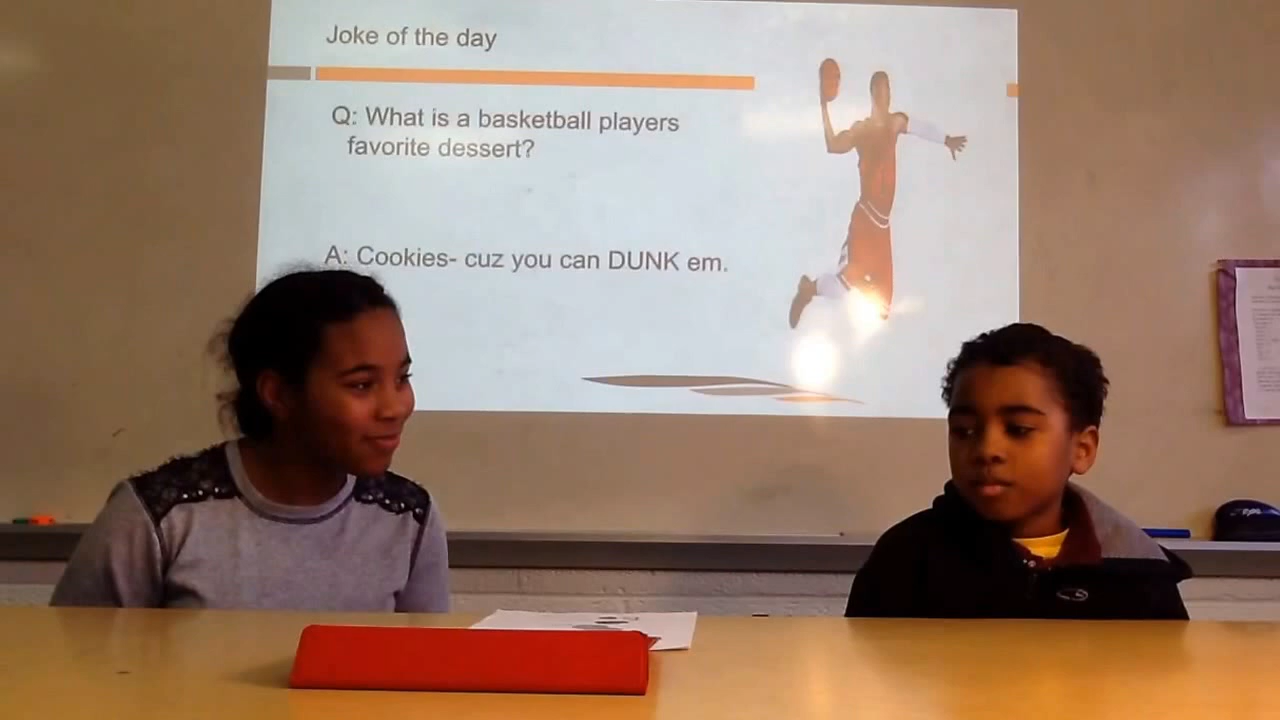 Joke of the day
Q: What is a basketball players
favorite dessert?
A: Cookies- cuz you can DUNK em.